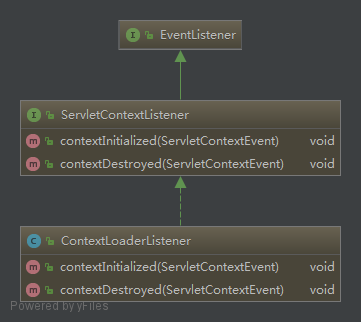 EventListener
ServletContextListener
contextInitialized(ServletContextEvent) void
contextDestroyed(ServletContextEvent) void
ContextLoaderListener
contextInitialized(ServletContextEvent) void
contextDestroyed(ServletContextEvent) void
Powered by yFiles